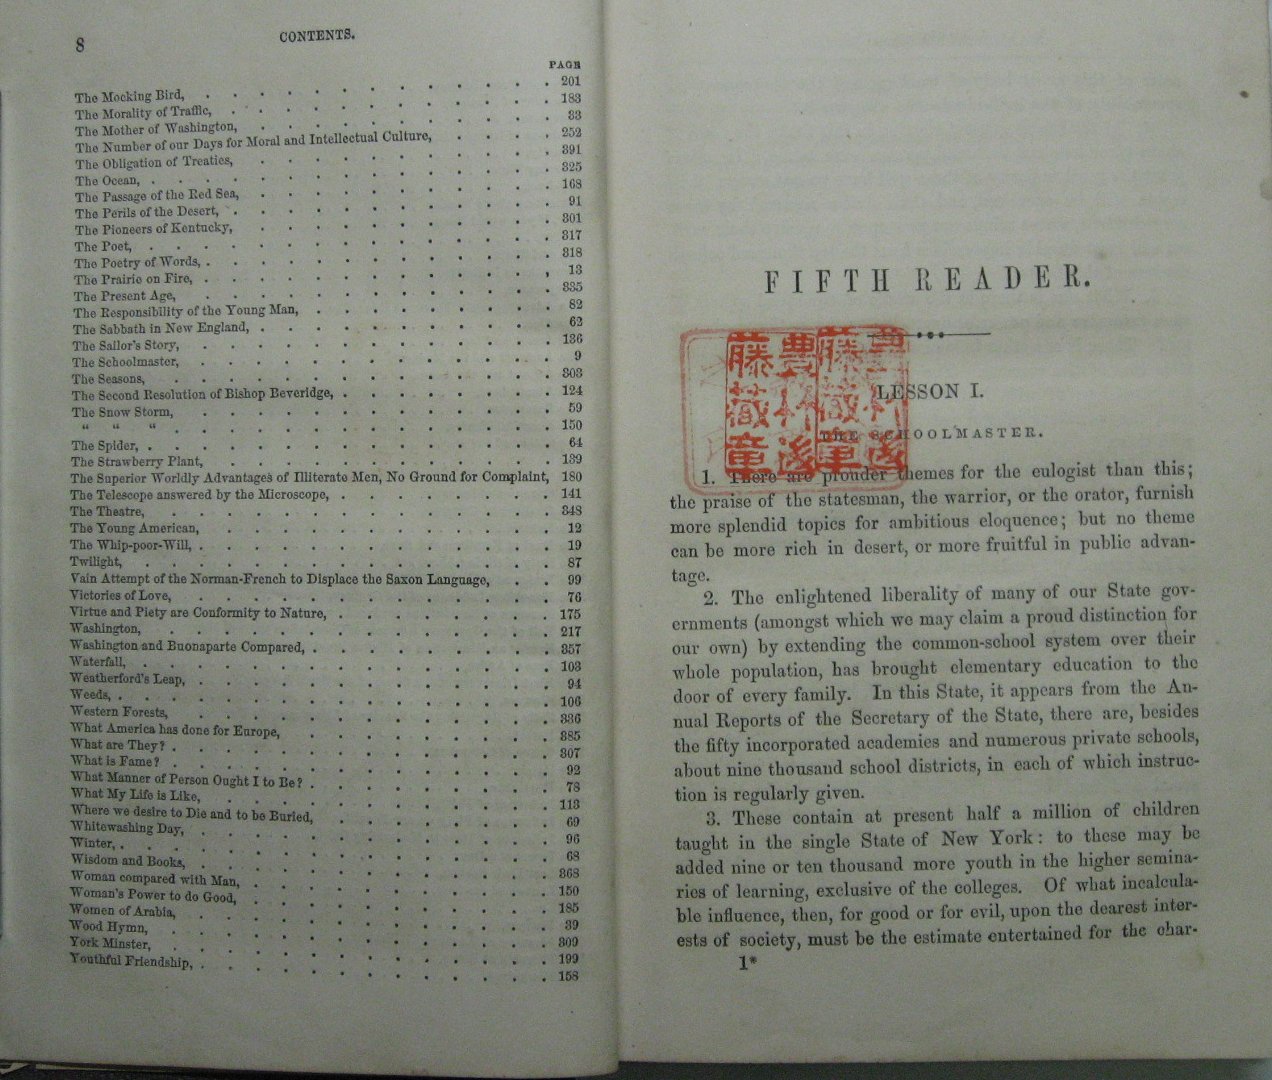 8
CONTENTS.
PAGE
The Mocking Bird, 201
The Morality of Traffic, 183
The Mother of Washington, 33
The Number of our Days for Moral and Intellectual Culture, 252
The Obligation of Treaties, 391
The Ocean, 325
The Passage of the Red Sea, 168
The Perils of the Desert, 91
The Pioneers of Kentucky, 301
The Poet, 317
The Poetry of Words, 318
The Prairie on Fire, 13
The Present Age, 335
The Responsibility of the Young Man, 82
The Sabbath in New England, 62
The Sailor's Story, 136
The Schoolmaster, 9
The Seasons, 303
The Second Resolution of Bishop Beveridge, 124
The Snow Storm, 59
" " " 150
The Spider, 64
The Strawberry Plant, 139
The Superior Worldly Advantages of Illiterate Men, No Ground for Complaint, 180
The Telescope answered by the Microscope, 141
The Theatre, 348
The Young American, 12
The Whip-poor-Will, 19
Twilight, 87
Vain Attempt of the Norman-French to Displace the Saxon Language, 99
Victories of Love, 76
Virtue and Piety are Conformity to Nature, 175
Washington, 217
Washington and Buonaparte Compared, 357
Waterfall, 103
Weatherford's Leap, 94
Weeds, 106
Western Forests, 336
What America has done for Europe, 385
What are They? 307
What is Fame? 92
What Manner of Person Ought I to Be? 78
What My Life is Like, 113
Where we desire to Die and to be Buried, 69
Whitewashing Day, 96
Winter, 68
Wisdom and Books, 368
Woman compared with Man, 150
Woman's Power to do Good, 185
Women of Arabia, 39
Wood Hymn, 309
York Minster, 199
Youthful Friendship, 158
FIFTH READER.
LESSON I.
THE SCHOOLMASTER.
1. There are prouder themes for the eulogist than this;
the praise of the statesman, the warrior, or the orator, furnish
more splendid topics for ambitious eloquence; but no theme
can be more rich in desert, or more fruitful in public advan-
tage.
2. The enlightened liberality of many of our State gov-
ernments (amongst which we may claim a proud distinction for
our own) by extending the common-school system over their
whole population, has brought elementary education to the
door of every family. In this State, it appears from the An-
nual Reports of the Secretary of the State, there are, besides
the fifty incorporated academies and numerous private schools,
about nine thousand school districts, in each of which instruc-
tion is regularly given.
3. These contain at present half a million of children
taught in the single State of New York: to these may be
added nine or ten thousand more youth in the higher semina-
ries of learning, exclusive of the colleges. Of what incalcula-
ble influence, then, for good or for evil, upon the dearest inter-
ests of society, must be the estimate entertained for the char-
1*